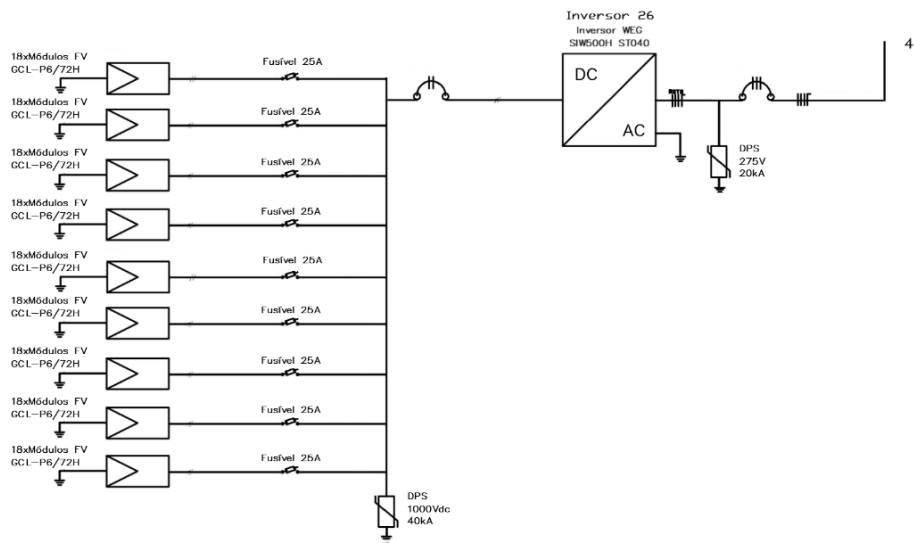 Inversor 26
Inversor WEG
SIW500H ST040
4
18xMódulos FV
GCL-P6/72H
Fusível 25A
DC
AC
18xMódulos FV
GCL-P6/72H
Fusível 25A
18xMódulos FV
GCL-P6/72H
Fusível 25A
DPS
275V
20kA
18xMódulos FV
GCL-P6/72H
Fusível 25A
18xMódulos FV
GCL-P6/72H
Fusível 25A
18xMódulos FV
GCL-P6/72H
Fusível 25A
18xMódulos FV
GCL-P6/72H
Fusível 25A
18xMódulos FV
GCL-P6/72H
Fusível 25A
18xMódulos FV
GCL-P6/72H
Fusível 25A
DPS
1000Vdc
40kA